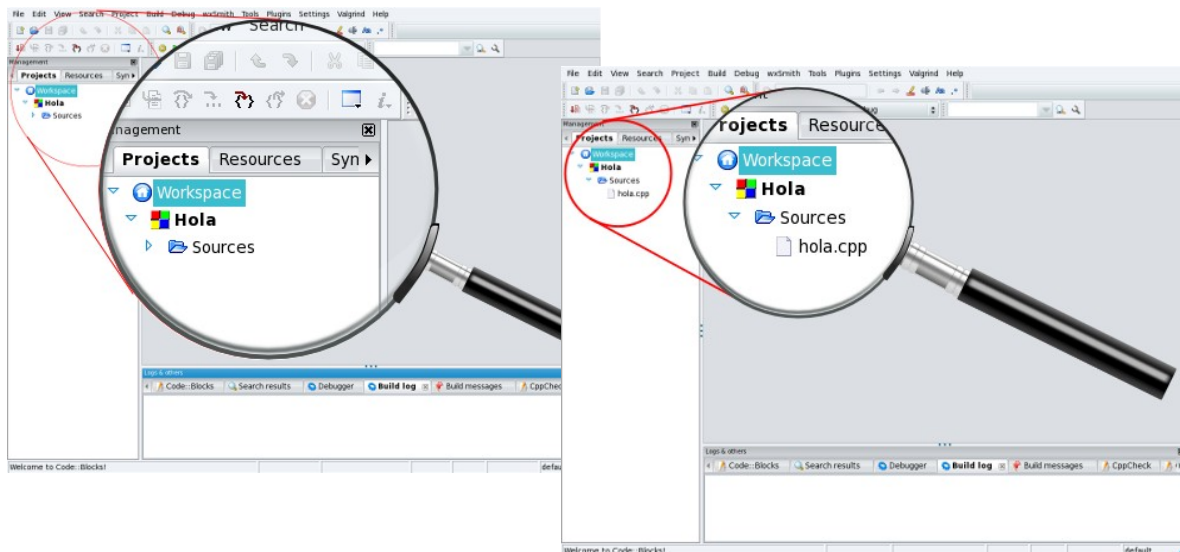 File Edit View Search Project Build Debug wxSmith Tools Plugins Settings Valgrind Help
Search
Management
Projects Resources Syn
Workspace
Hola
Sources
nagement
Projects Resources Syn
Workspace
Hola
Sources
Logs & others
Code::Blocks Search results Debugger Build log Build messages CppChec
Welcome to Code::Blocks!
defau
File Edit View Search Project Build Debug wxSmith Tools Plugins Settings Valgrind Help
Management
Projects Resources Syn
Workspace
Hola
Sources
hola.cpp
rojects Resource
Workspace
Hola
Sources
hola.cpp
Logs & others
Code::Blocks Search results Debugger Build log Build messages CppCheck
Welcome to Code::Blocks!
default